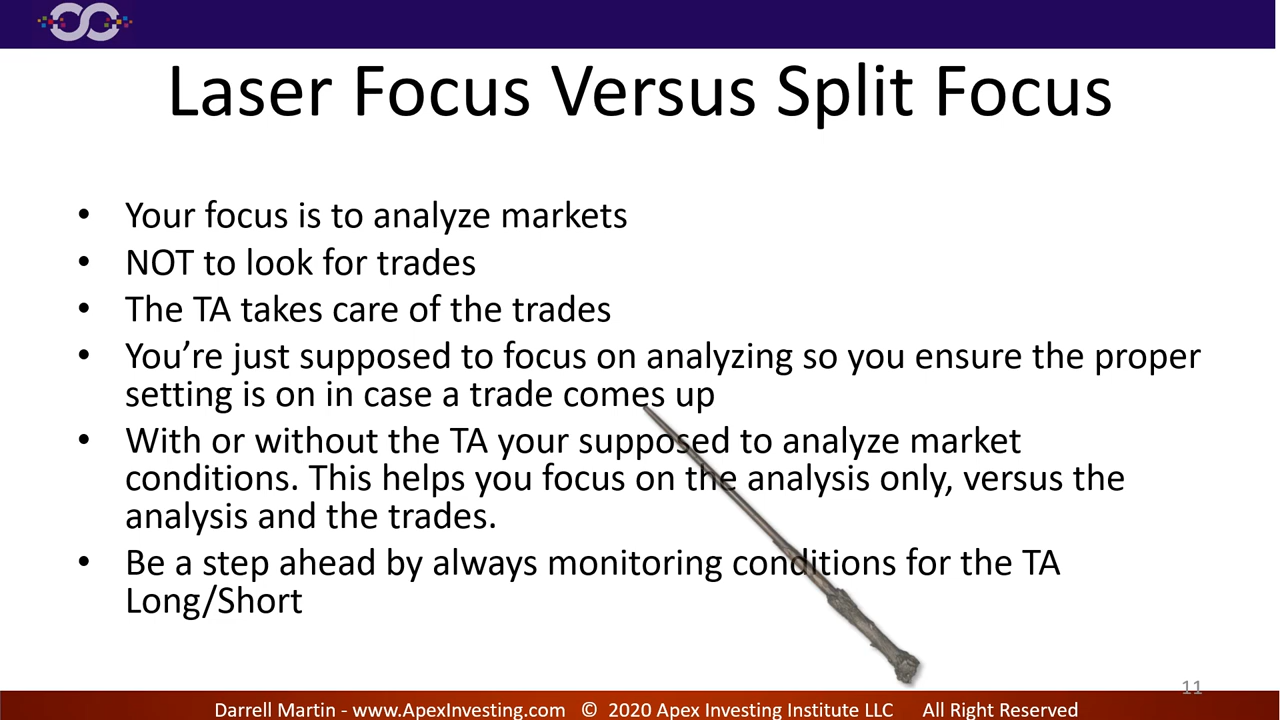 Laser Focus Versus Split Focus
• Your focus is to analyze markets
• NOT to look for trades
• The TA takes care of the trades
• You’re just supposed to focus on analyzing so you ensure the proper
setting is on in case a trade comes up
• With or without the TA your supposed to analyze market
conditions. This helps you focus on the analysis only, versus the
analysis and the trades.
• Be a step ahead by always monitoring conditions for the TA
Long/Short
11
Darrell Martin - www.ApexInvesting.com © 2020 Apex Investing Institute LLC All Right Reserved